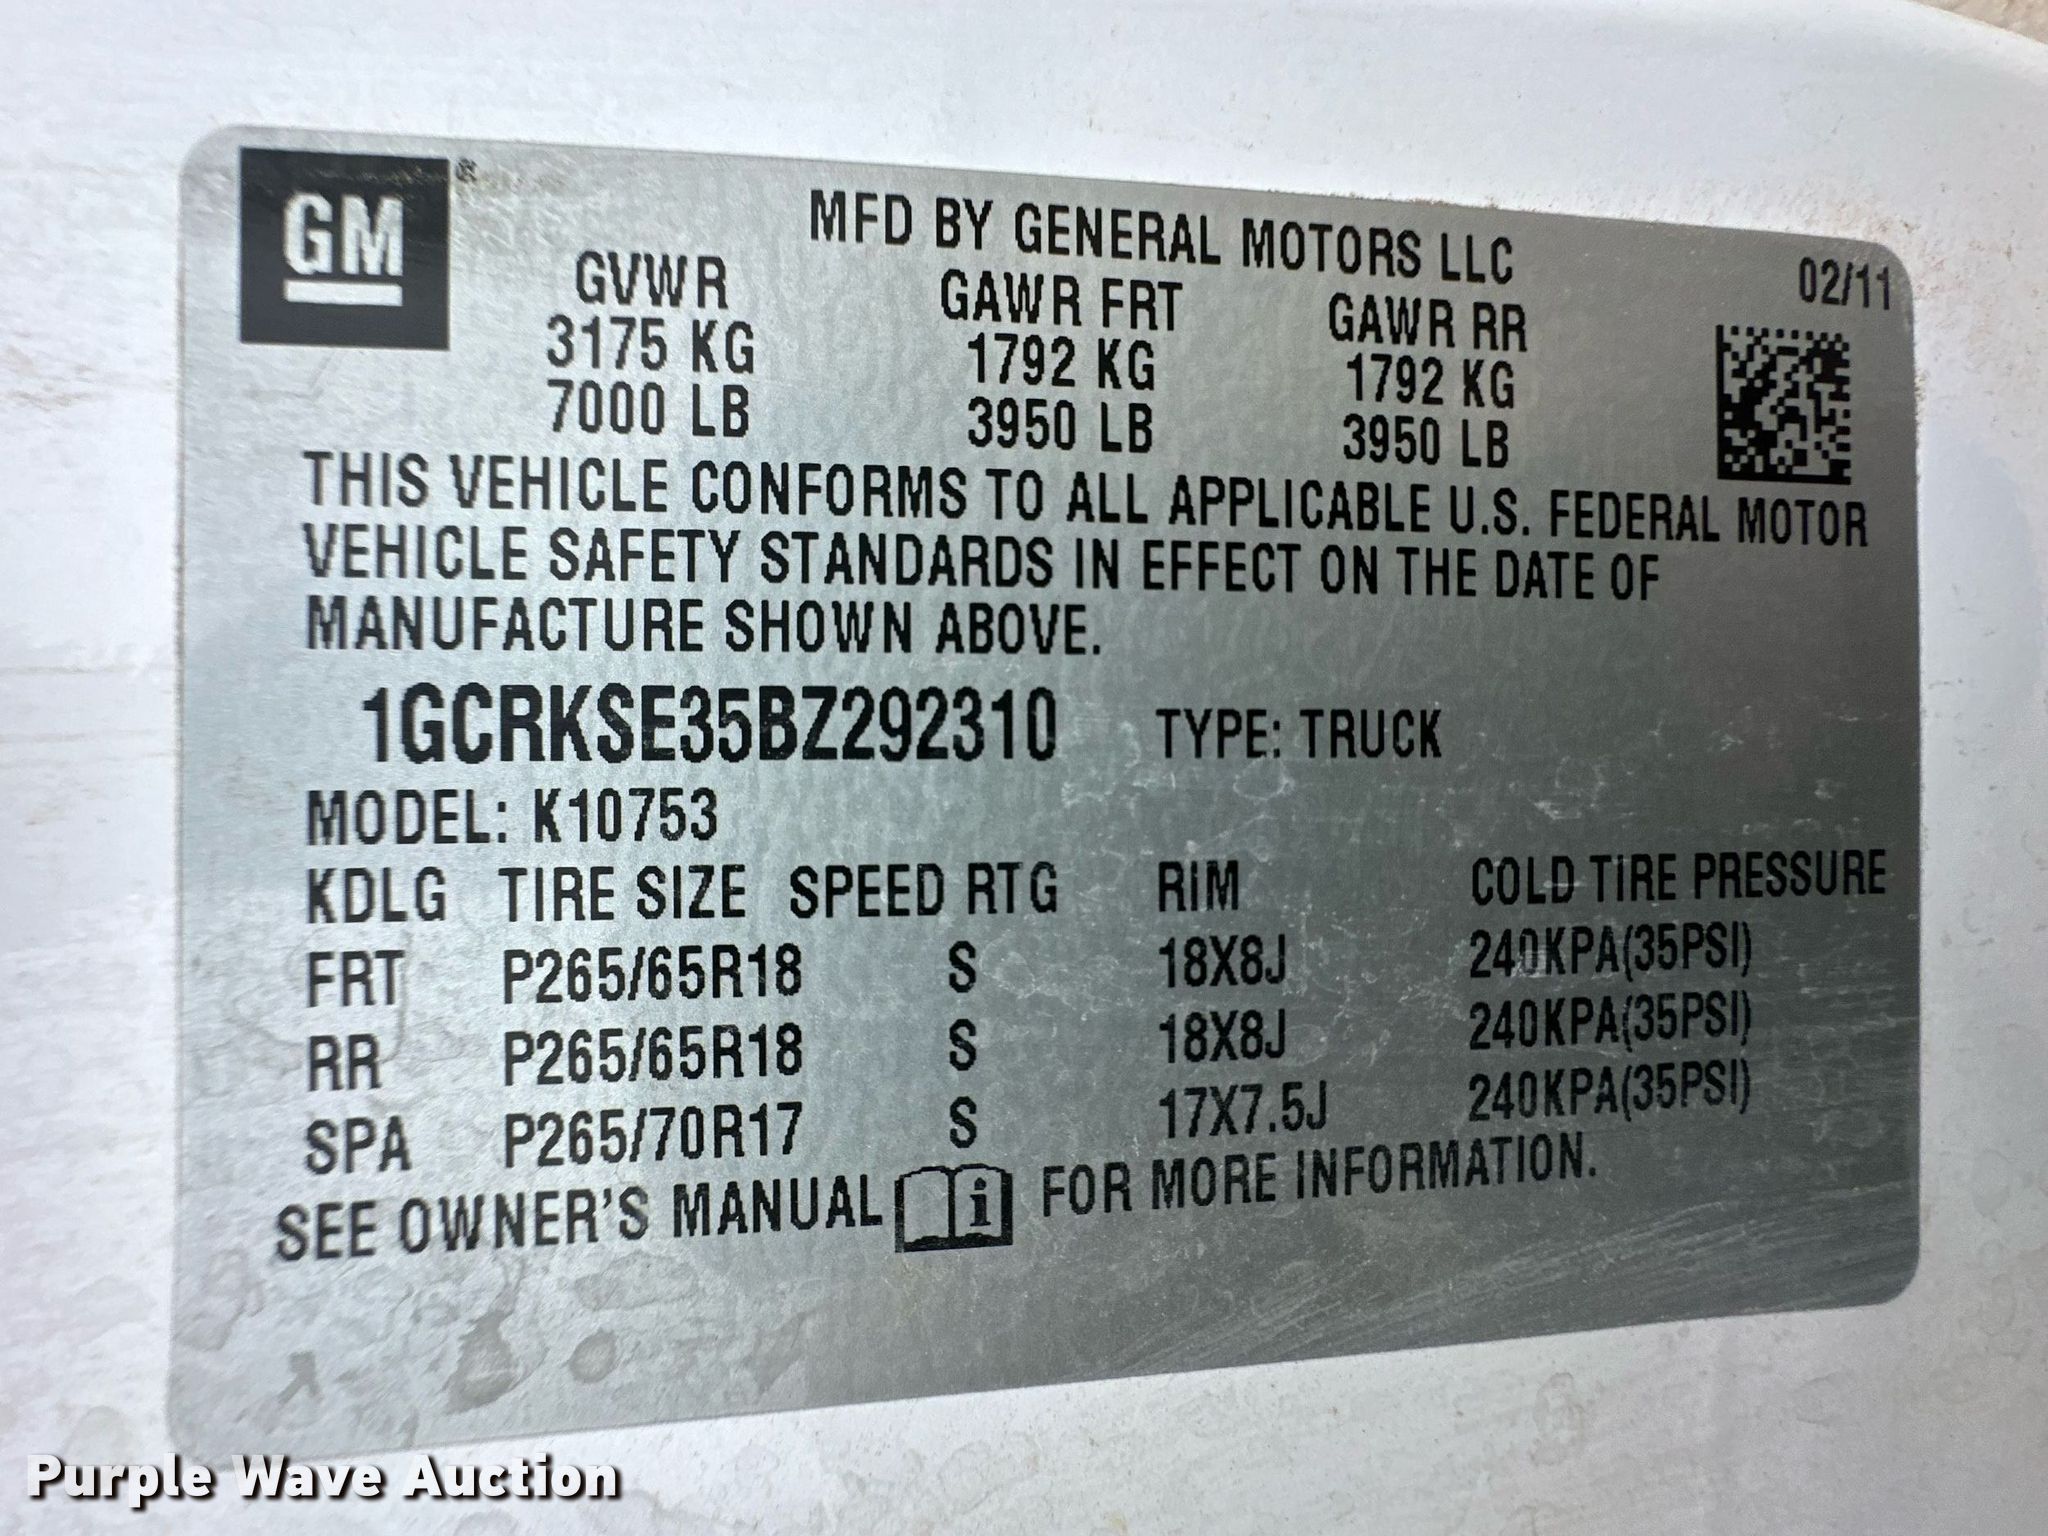 GM®
MFD BY GENERAL MOTORS LLC
02/11
GVWR GAWR FRT GAWR RR
3175 KG 1792 KG 1792 KG
7000 LB 3950 LB 3950 LB
THIS VEHICLE CONFORMS TO ALL APPLICABLE U.S. FEDERAL MOTOR
VEHICLE SAFETY STANDARDS IN EFFECT ON THE DATE OF
MANUFACTURE SHOWN ABOVE.
1GCRKSE35BZ292310 TYPE: TRUCK
MODEL: K10753
KDLG TIRE SIZE SPEED RTG RIM COLD TIRE PRESSURE
FRT P265/65R18 S 18X8J 240KPA(35PSI)
RR P265/65R18 S 18X8J 240KPA(35PSI)
SPA P265/70R17 S 17X7.5J 240KPA(35PSI)
SEE OWNER'S MANUAL i FOR MORE INFORMATION.
Purple Wave Auction